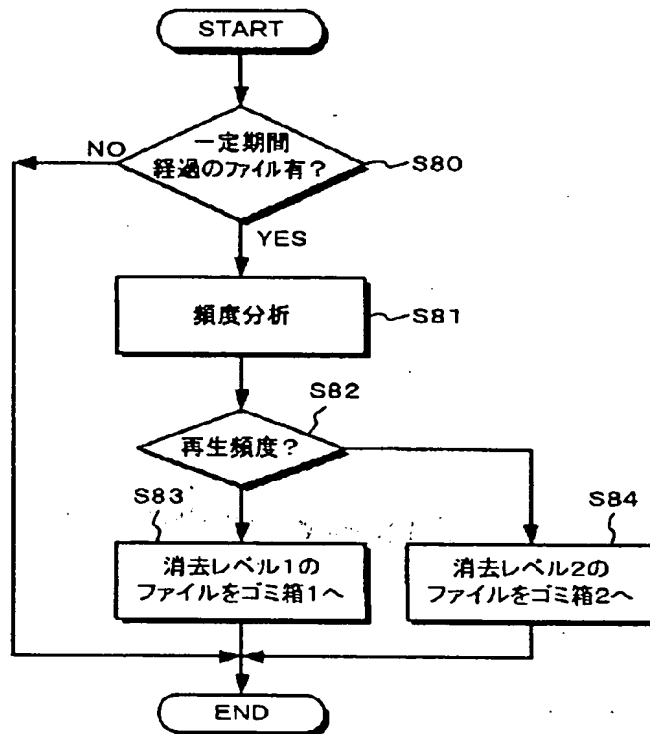 START
一定期間
経過のファイル有?
S80
NO
YES
頻度分析
S81
S82
再生頻度?
S83
消去レベル1の
ファイルをゴミ箱1へ
S84
消去レベル2の
ファイルをゴミ箱2へ
END